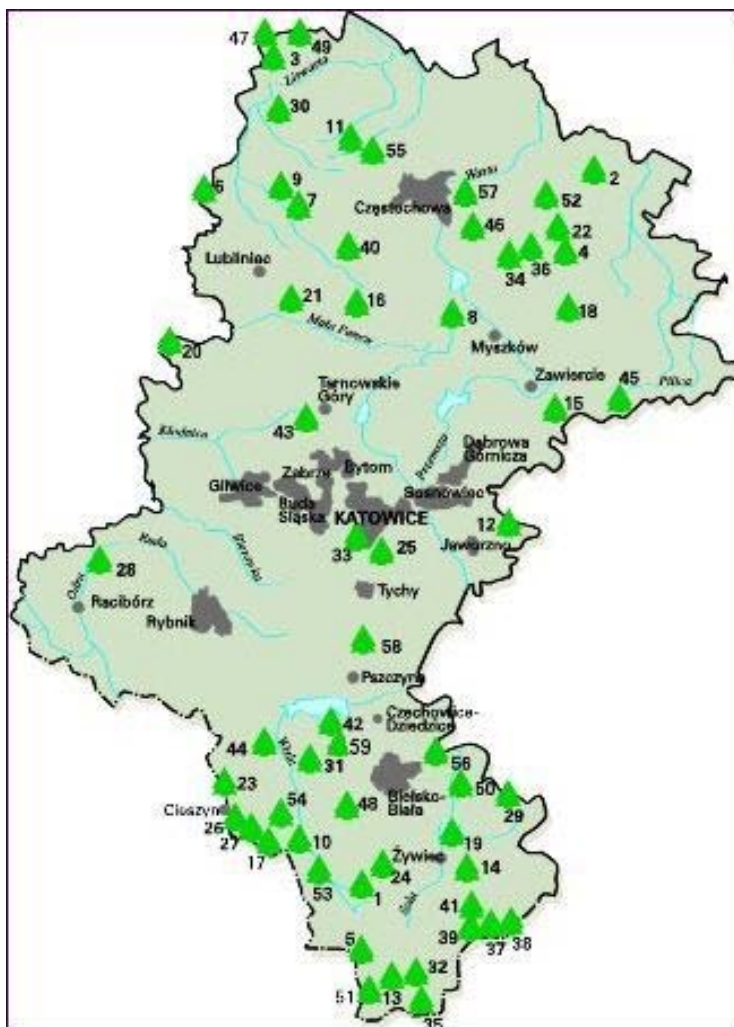 47
49
3
Liswarta
30
11
55
6
9
7
Warta
57
52
2
Częstochowa
46
22
40
34
36
4
Lubliniec
21
16
8
18
Mała Panew
Myszków
20
Zawiercie
45
Pilica
Tarnowskie
Góry
15
43
Kłodnica
Przemsza
Dąbrowa
Górnicza
Zabrze
Bytom
Gliwice
Sosnowiec
Ruda
Śląska
KATOWICE
12
33
25
Jaworzno
Ruda
Bierawka
28
Odra
Tychy
Racibórz
Rybnik
58
Pszczyna
42
Czechowice-
Dziedzice
44
Wisła
59
31
56
23
50
Bielsko-
Biała
29
Cieszyn
54
48
26
27
17
10
19
Żywiec
24
14
53
1
Soła
41
39
37
38
5
32
51
13
35